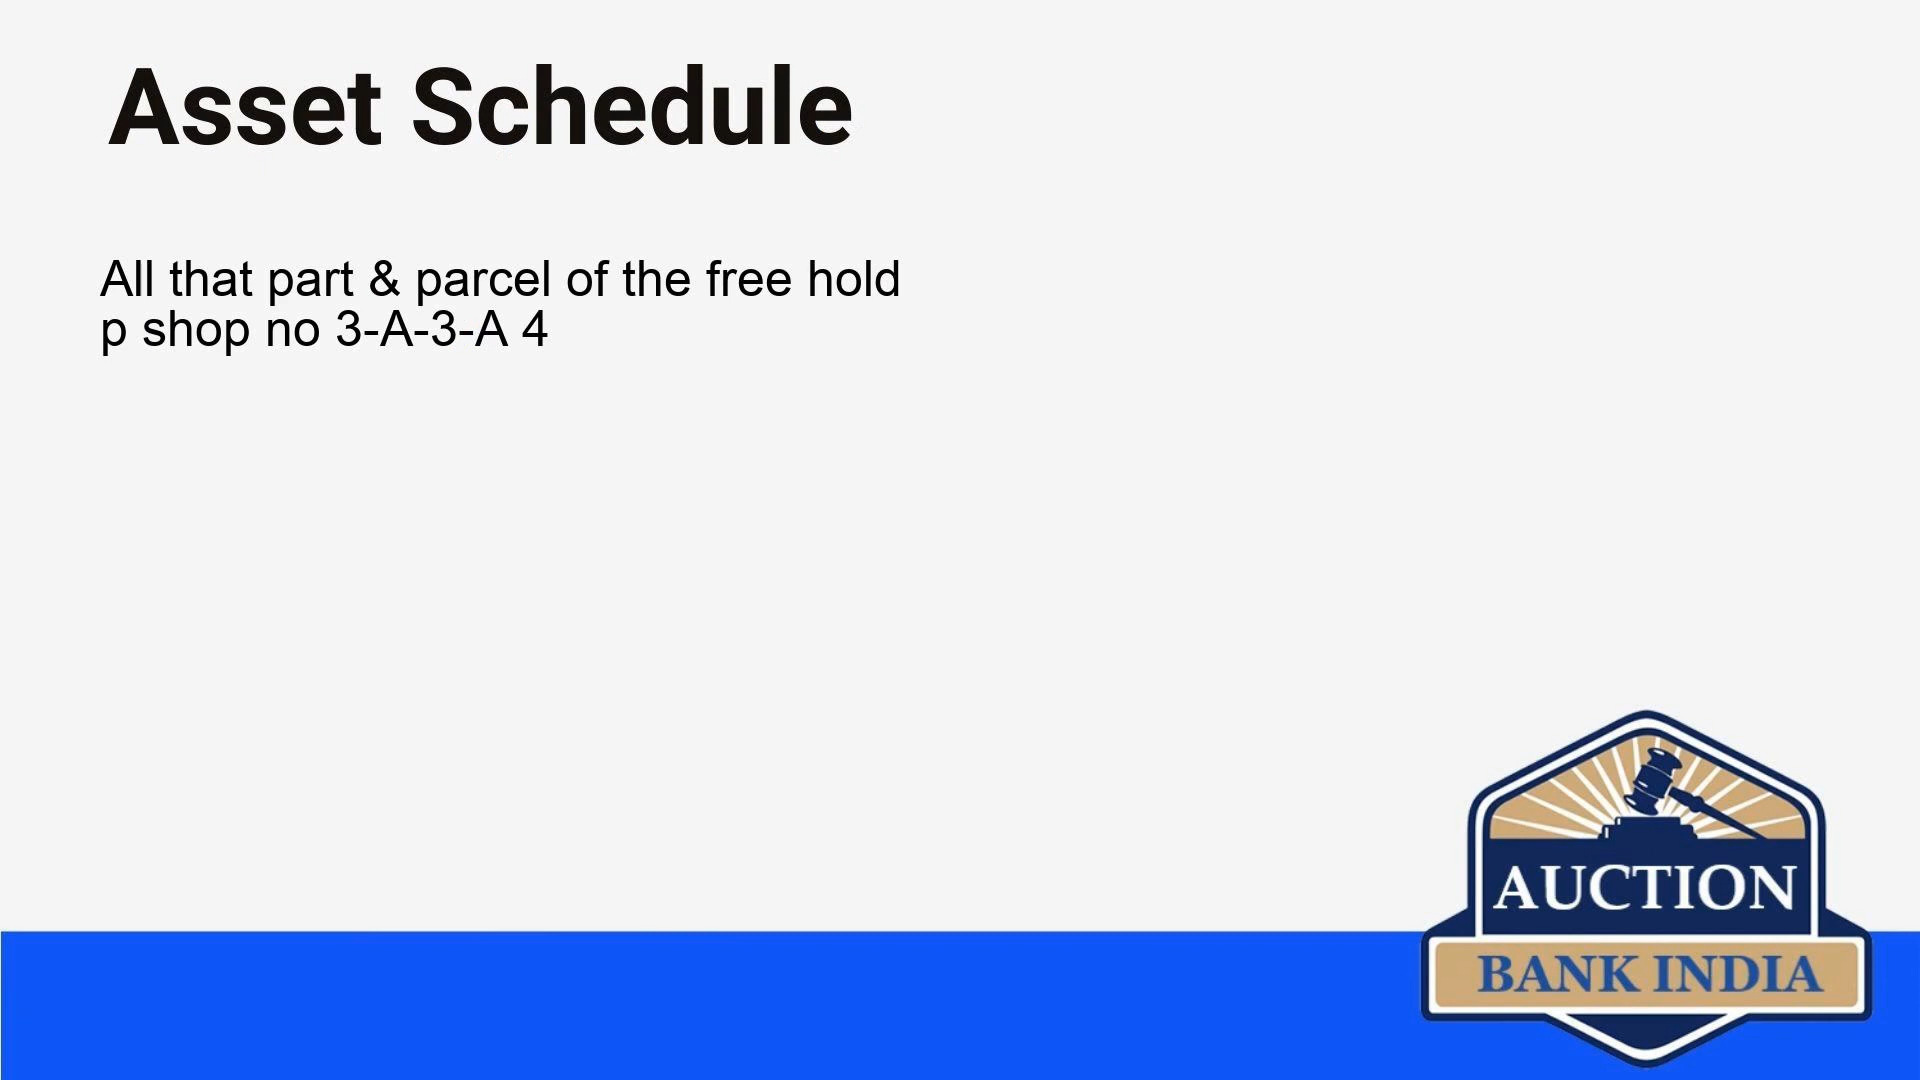 Asset Schedule
All that part & parcel of the free hold
p shop no 3-A-3-A 4
AUCTION
BANK INDIA